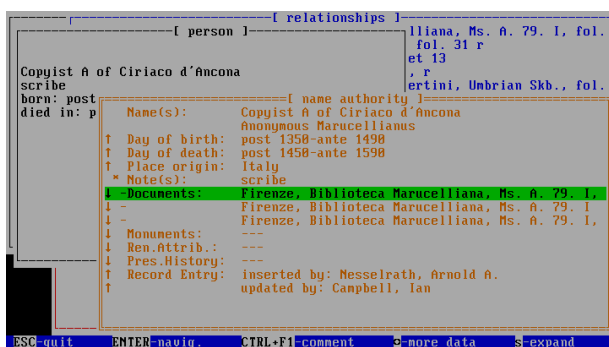 [ relationships ]
[ person ]
lliana, Ms. A. 79. I, fol.
fol. 31 r
et 13
Copyist A of Ciriaco d'Ancona
, r
scribe
ertini, Umbrian Skb., fol.
born: post
[ name authority ]
died in: p
Name(s): Copyist A of Ciriaco d'Ancona
Anonymous Marucellianus
↑ Day of birth: post 1350-ante 1490
↑ Day of death: post 1450-ante 1590
↑ Place origin: Italy
* Note(s): scribe
↓ -Documents: Firenze, Biblioteca Marucelliana, Ms. A. 79. I,
↓ - Firenze, Biblioteca Marucelliana, Ms. A. 79. I
↓ - Firenze, Biblioteca Marucelliana, Ms. A. 79. I,
↓ Monuments: ---
↓ Ren.Attrib.: ---
↓ Pres.History: ---
↑ Record Entry: inserted by: Nesselrath, Arnold A.
↑ updated by: Campbell, Ian
ESC-quit ENTER-navig. CTRL+F1-comment -more data s-expand